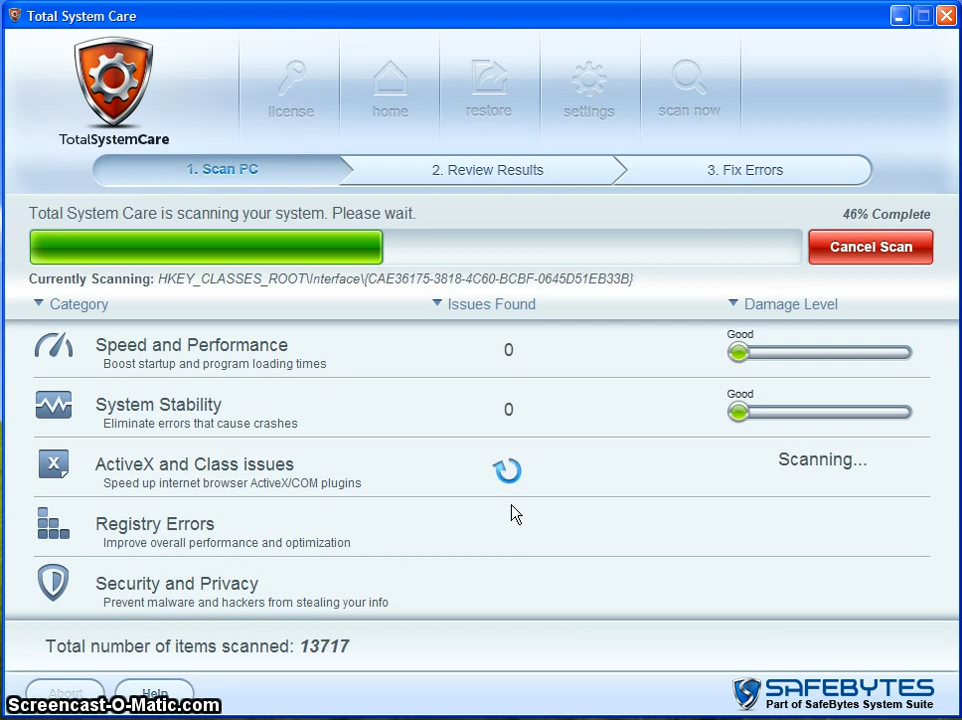 Total System Care
license
home
restore
settings
scan now
TotalSystemCare
1. Scan PC
2. Review Results
3. Fix Errors
Total System Care is scanning your system. Please wait.
46% Complete
Cancel Scan
Currently Scanning: HKEY_CLASSES_ROOT\Interface\{CAE36175-3818-4C60-BCBF-0645D51EB33B}
Category
Issues Found
Damage Level
Speed and Performance
Boost startup and program loading times
0
Good
System Stability
Eliminate errors that cause crashes
0
Good
ActiveX and Class issues
Speed up internet browser ActiveX/COM plugins
Scanning...
Registry Errors
Improve overall performance and optimization
Security and Privacy
Prevent malware and hackers from stealing your info
Total number of items scanned: 13717
About
Help
Screencast-O-Matic.com
SAFEBYTES
Part of SafeBytes System Suite